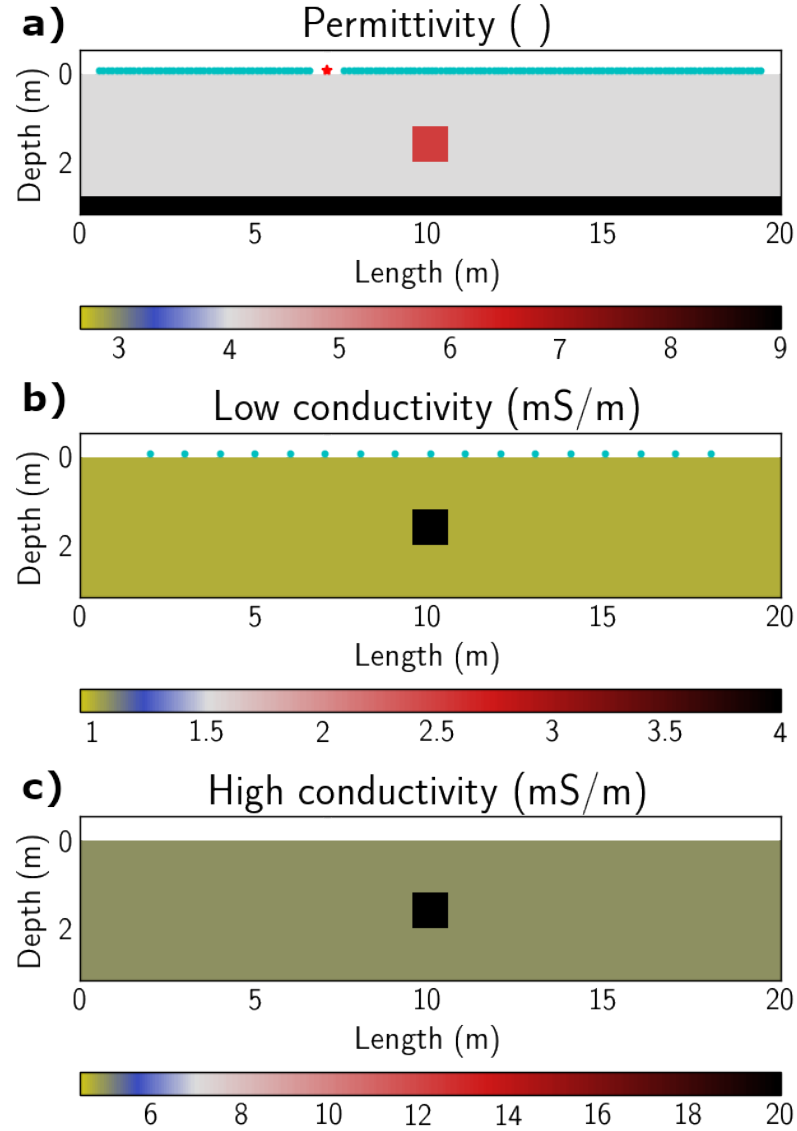 a)
Permittivity ( )
Depth (m)
0
2
0 5 10 15 20
Length (m)
3 4 5 6 7 8 9
b)
Low conductivity (mS/m)
Depth (m)
0
2
0 5 10 15 20
Length (m)
1 1.5 2 2.5 3 3.5 4
c)
High conductivity (mS/m)
Depth (m)
0
2
0 5 10 15 20
Length (m)
6 8 10 12 14 16 18 20